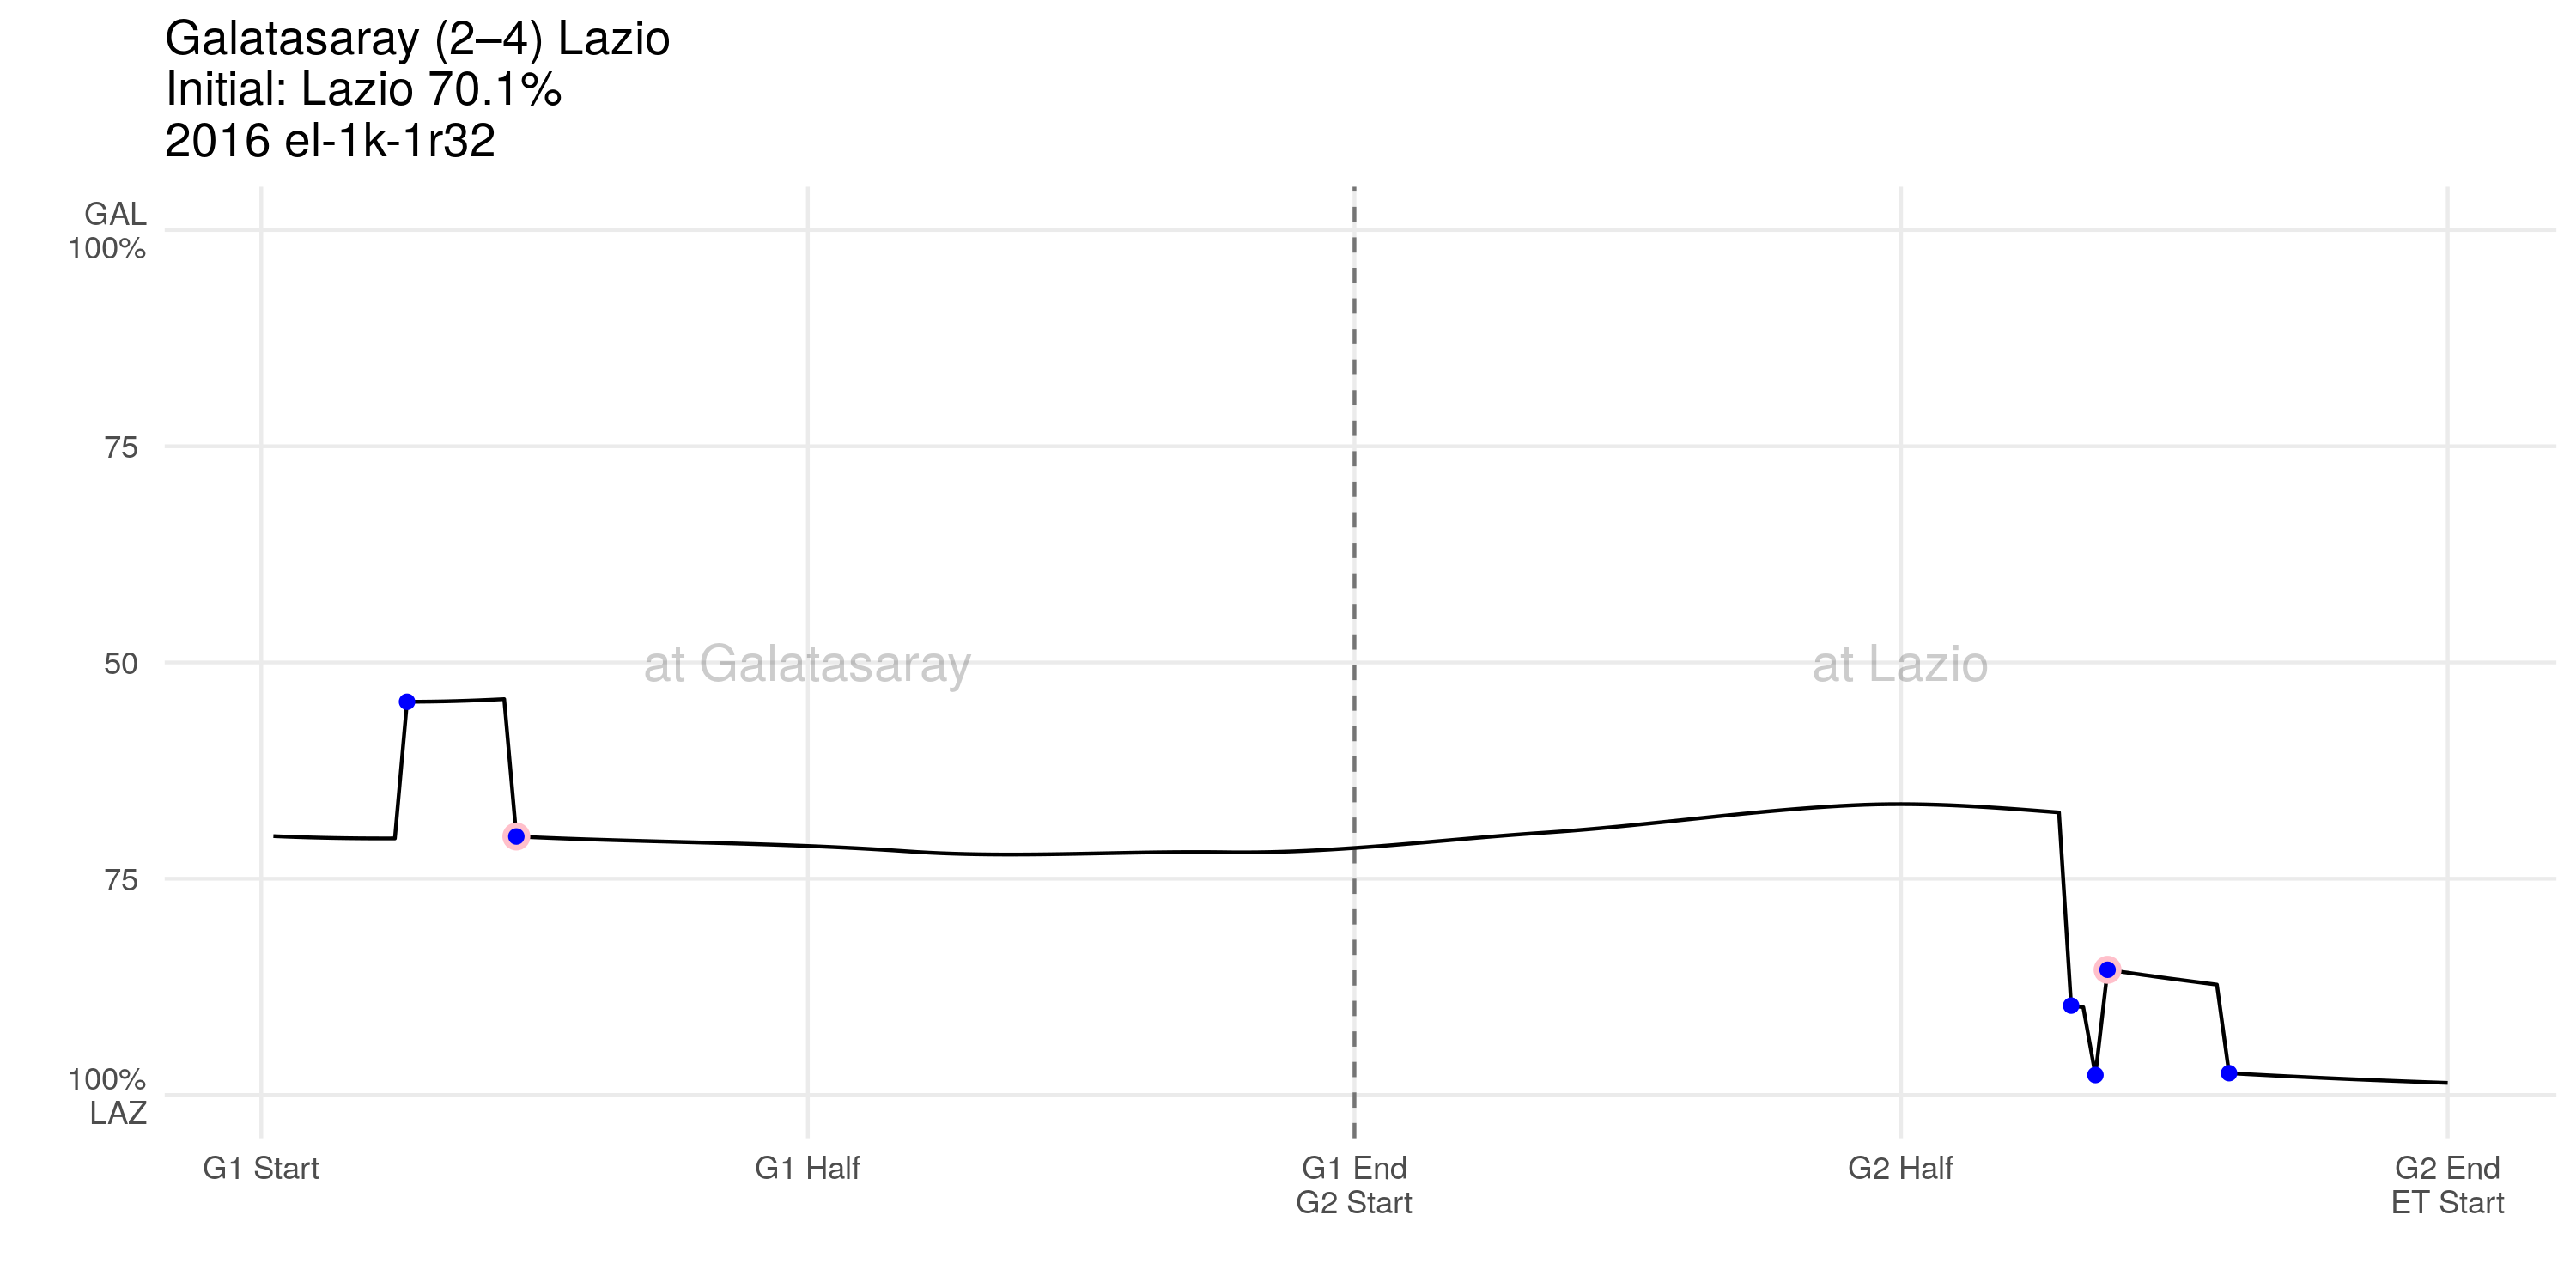 Galatasaray (2–4) Lazio
Initial: Lazio 70.1%
2016 el-1k-1r32
GAL
100%
75
50
75
100%
LAZ
at Galatasaray
at Lazio
G1 Start
G1 Half
G1 End
G2 Start
G2 Half
G2 End
ET Start